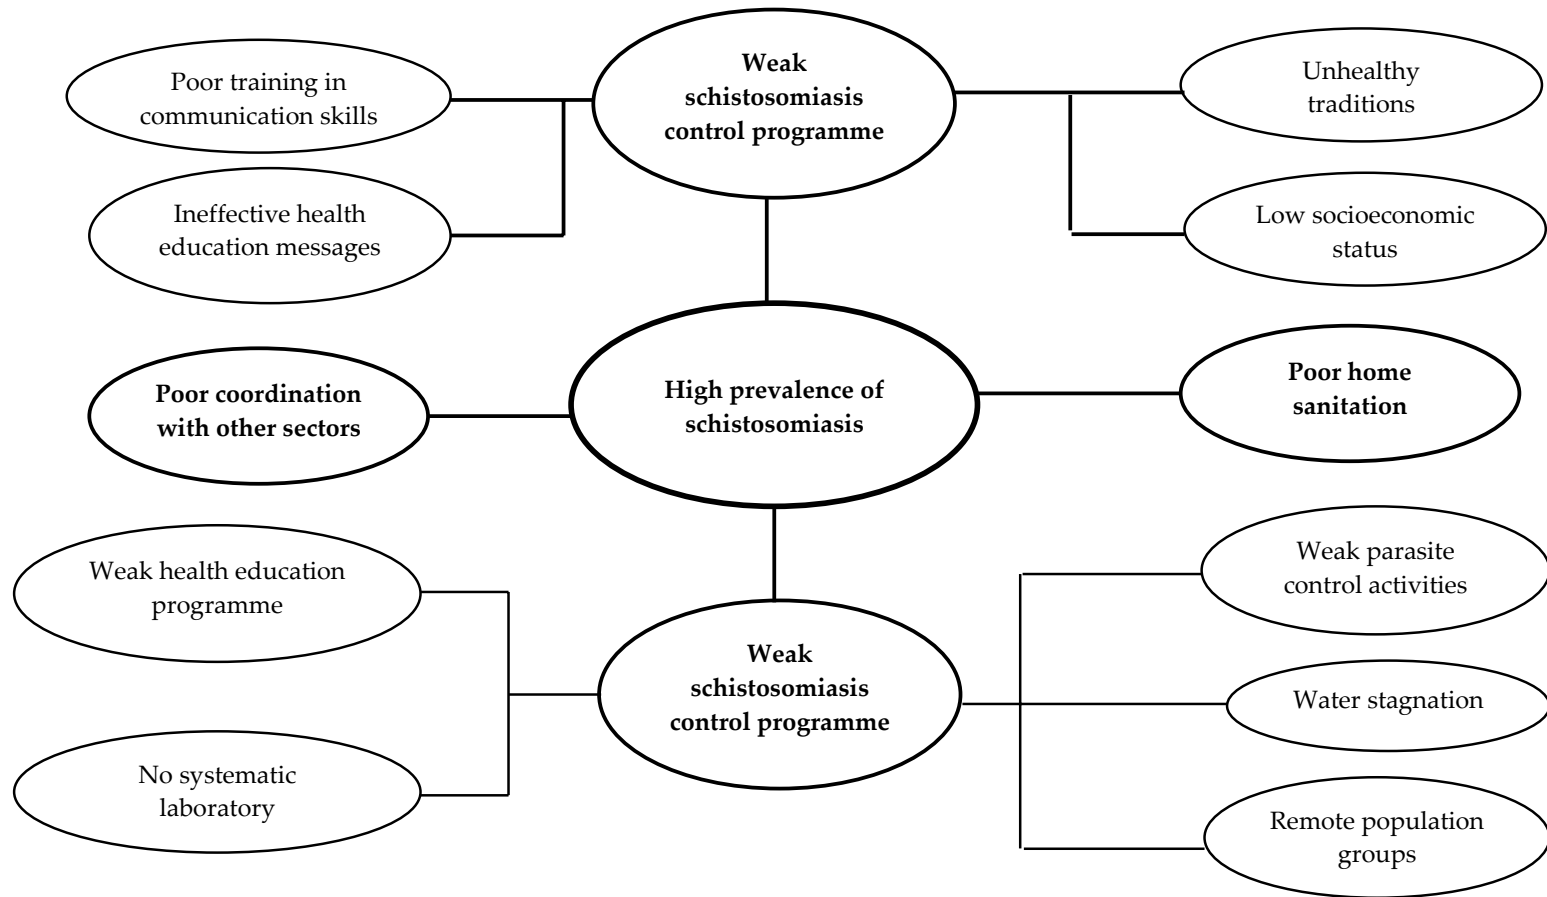 Poor training in
communication skills
Weak
schistosomiasis
control programme
Unhealthy
traditions
Ineffective health
education messages
Low socioeconomic
status
Poor coordination
with other sectors
High prevalence of
schistosomiasis
Poor home
sanitation
Weak health education
programme
Weak
schistosomiasis
control programme
Weak parasite
control activities
Water stagnation
No systematic
laboratory
Remote population
groups